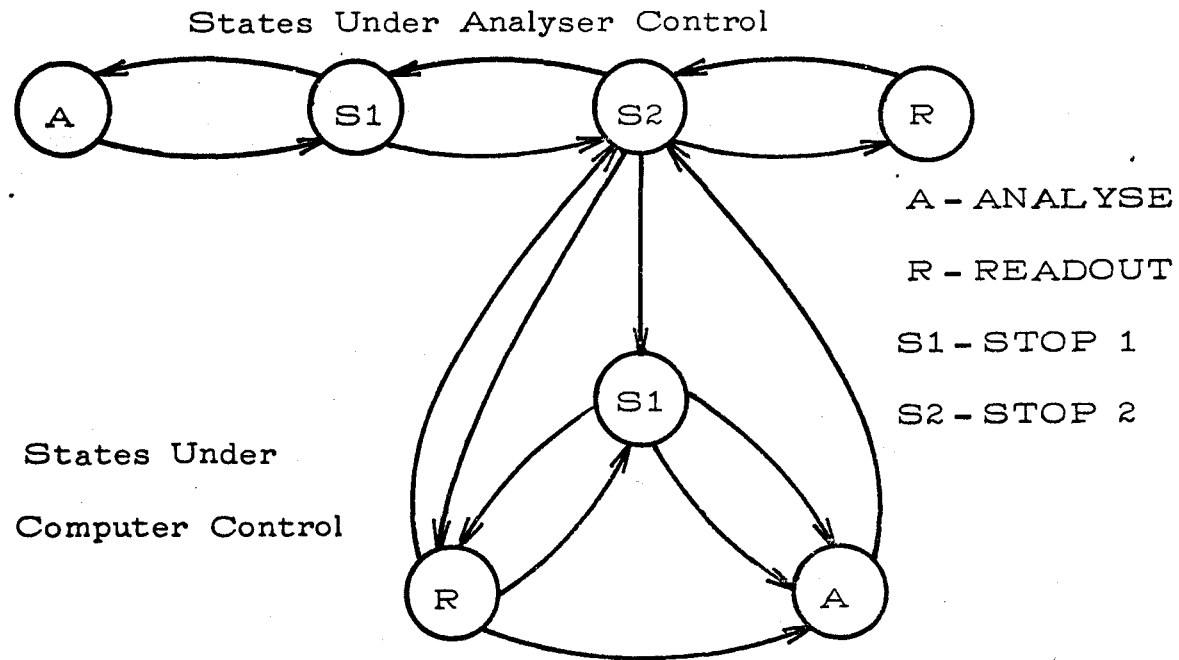 States Under Analyser Control
A
S1
S2
R
A - ANALYSE
R - READOUT
S1 - STOP 1
S2 - STOP 2
S1
States Under
Computer Control
R
A